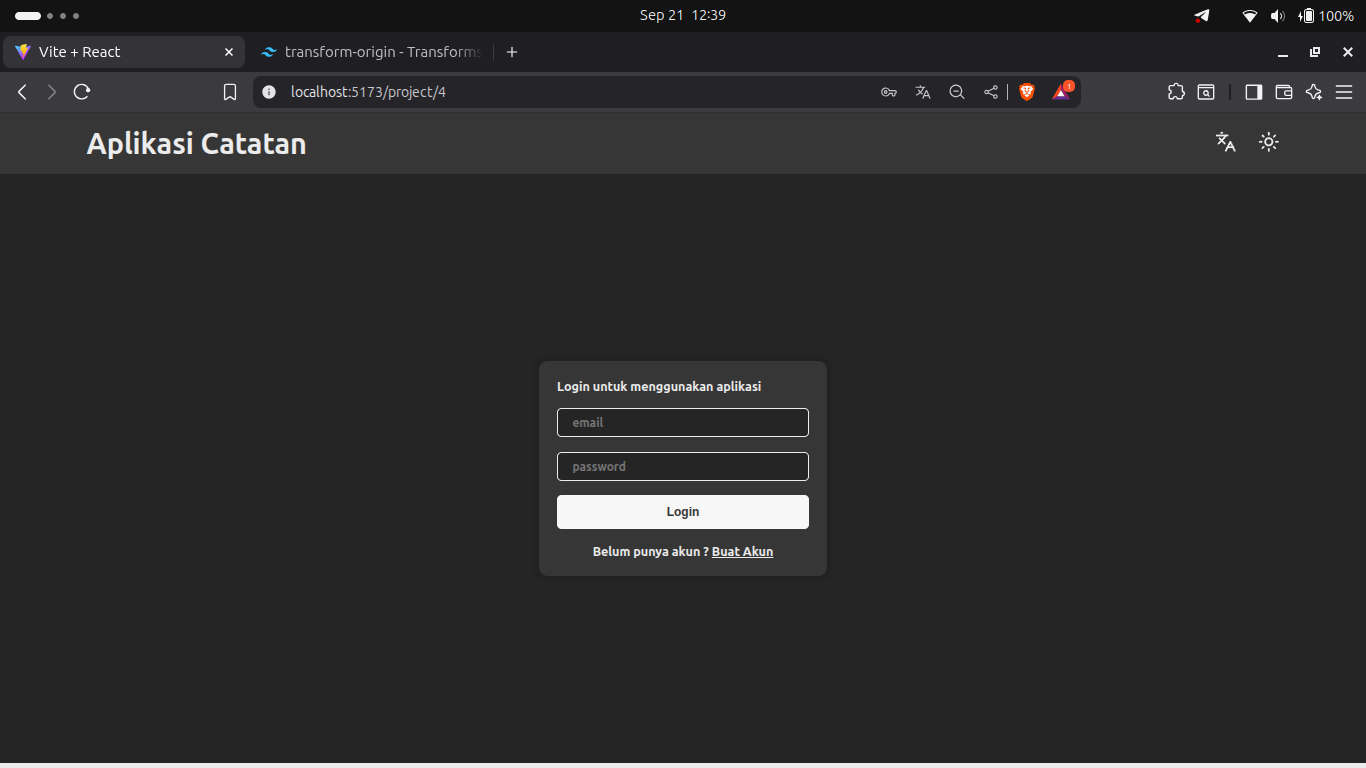 Sep 21 12:39
100%
Vite + React
transform-origin - Transforms
localhost:5173/project/4
1
Aplikasi Catatan
Login untuk menggunakan aplikasi
email
password
Login
Belum punya akun ? Buat Akun